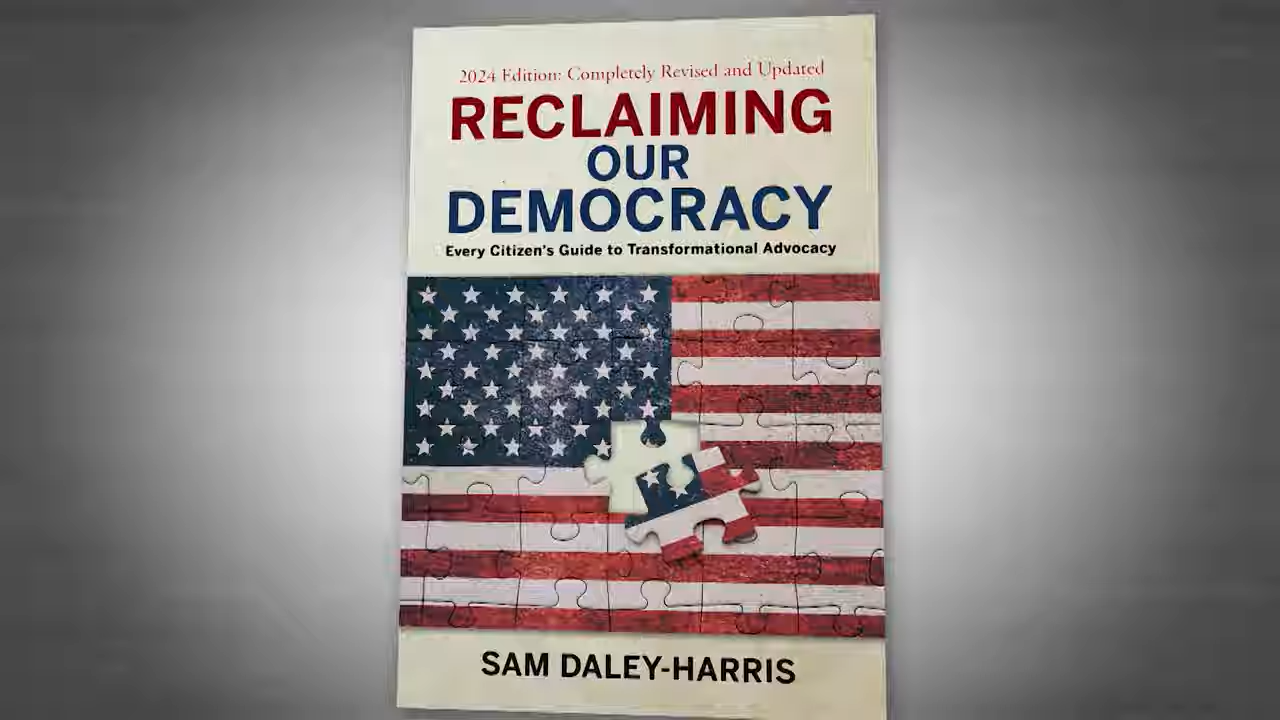 2024 Edition: Completely Revised and Updated
RECLAIMING
OUR
DEMOCRACY
Every Citizen's Guide to Transformational Advocacy
SAM DALEY-HARRIS